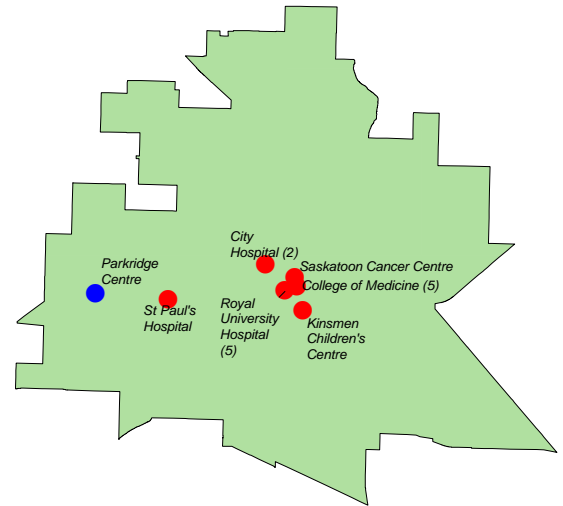 City
Hospital (2)
Parkridge
Centre
Saskatoon Cancer Centre
College of Medicine (5)
St Paul's
Hospital
Royal
University
Hospital
(5)
Kinsmen
Children's
Centre